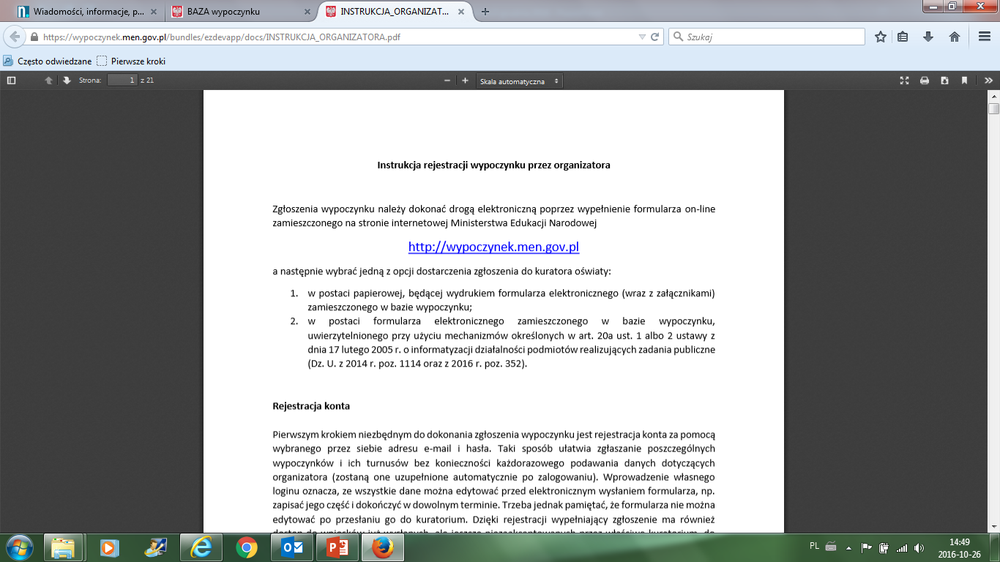 Wiadomości, informacje, p...
BAZA wypoczynku
INSTRUKCJA_ORGANIZAT...
https://wypoczynek.men.gov.pl/bundles/ezdevapp/docs/INSTRUKCJA_ORGANIZATORA.pdf
Szukaj
Często odwiedzane Pierwsze kroki
Strona: 1 z 21
Skala automatyczna
Instrukcja rejestracji wypoczynku przez organizatora
Zgłoszenia wypoczynku należy dokonać drogą elektroniczną poprzez wypełnienie formularza on-line
zamieszczonego na stronie internetowej Ministerstwa Edukacji Narodowej
http://wypoczynek.men.gov.pl
a następnie wybrać jedną z opcji dostarczenia zgłoszenia do kuratora oświaty:
1. w postaci papierowej, będącej wydrukiem formularza elektronicznego (wraz z załącznikami)
zamieszczonego w bazie wypoczynku;
2. w postaci formularza elektronicznego zamieszczonego w bazie wypoczynku,
uwierzytelnionego przy użyciu mechanizmów określonych w art. 20a ust. 1 albo 2 ustawy z
dnia 17 lutego 2005 r. o informatyzacji działalności podmiotów realizujących zadania publiczne
(Dz. U. z 2014 r. poz. 1114 oraz z 2016 r. poz. 352).
Rejestracja konta
Pierwszym krokiem niezbędnym do dokonania zgłoszenia wypoczynku jest rejestracja konta za pomocą
wybranego przez siebie adresu e-mail i hasła. Taki sposób ułatwia zgłaszanie poszczególnych
wypoczynków i ich turnusów bez konieczności każdorazowego podawania danych dotyczących
organizatora (zostaną one uzupełnione automatycznie po zalogowaniu). Wprowadzenie własnego
loginu oznacza, ze wszystkie dane można edytować przed elektronicznym wysłaniem formularza, np.
zapisać jego część i dokończyć w dowolnym terminie. Trzeba jednak pamiętać, że formularza nie można
edytować po przesłaniu go do kuratorium. Dzięki rejestracji wypełniający zgłoszenie ma również
PL
14:49
2016-10-26